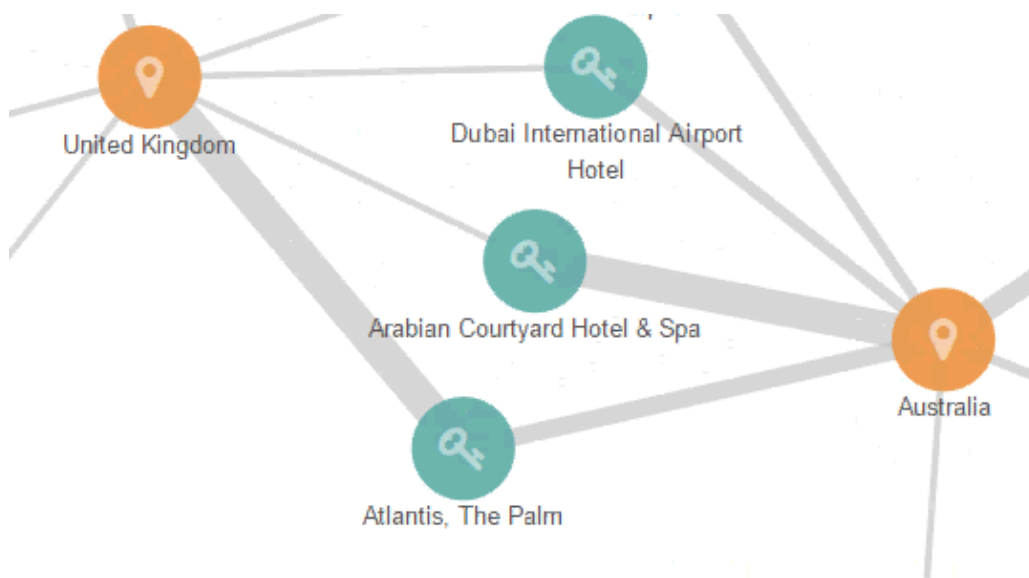 United Kingdom
Dubai International Airport
Hotel
Arabian Courtyard Hotel & Spa
Australia
Atlantis, The Palm